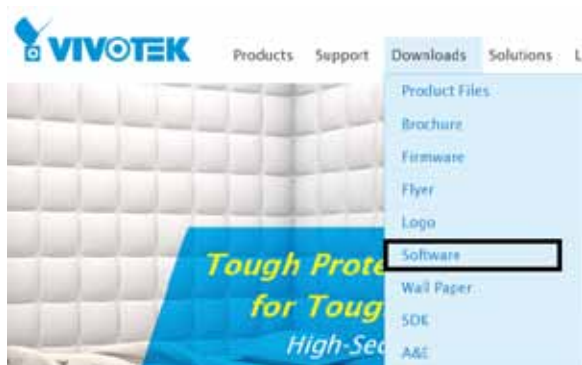 VIVOTEK
Products Support Downloads Solutions L
Product Files
Brochure
Firmware
Flyer
Logo
Software
Wall Paper
SDK
A&E
Tough Prote
for Toug
High-Sec